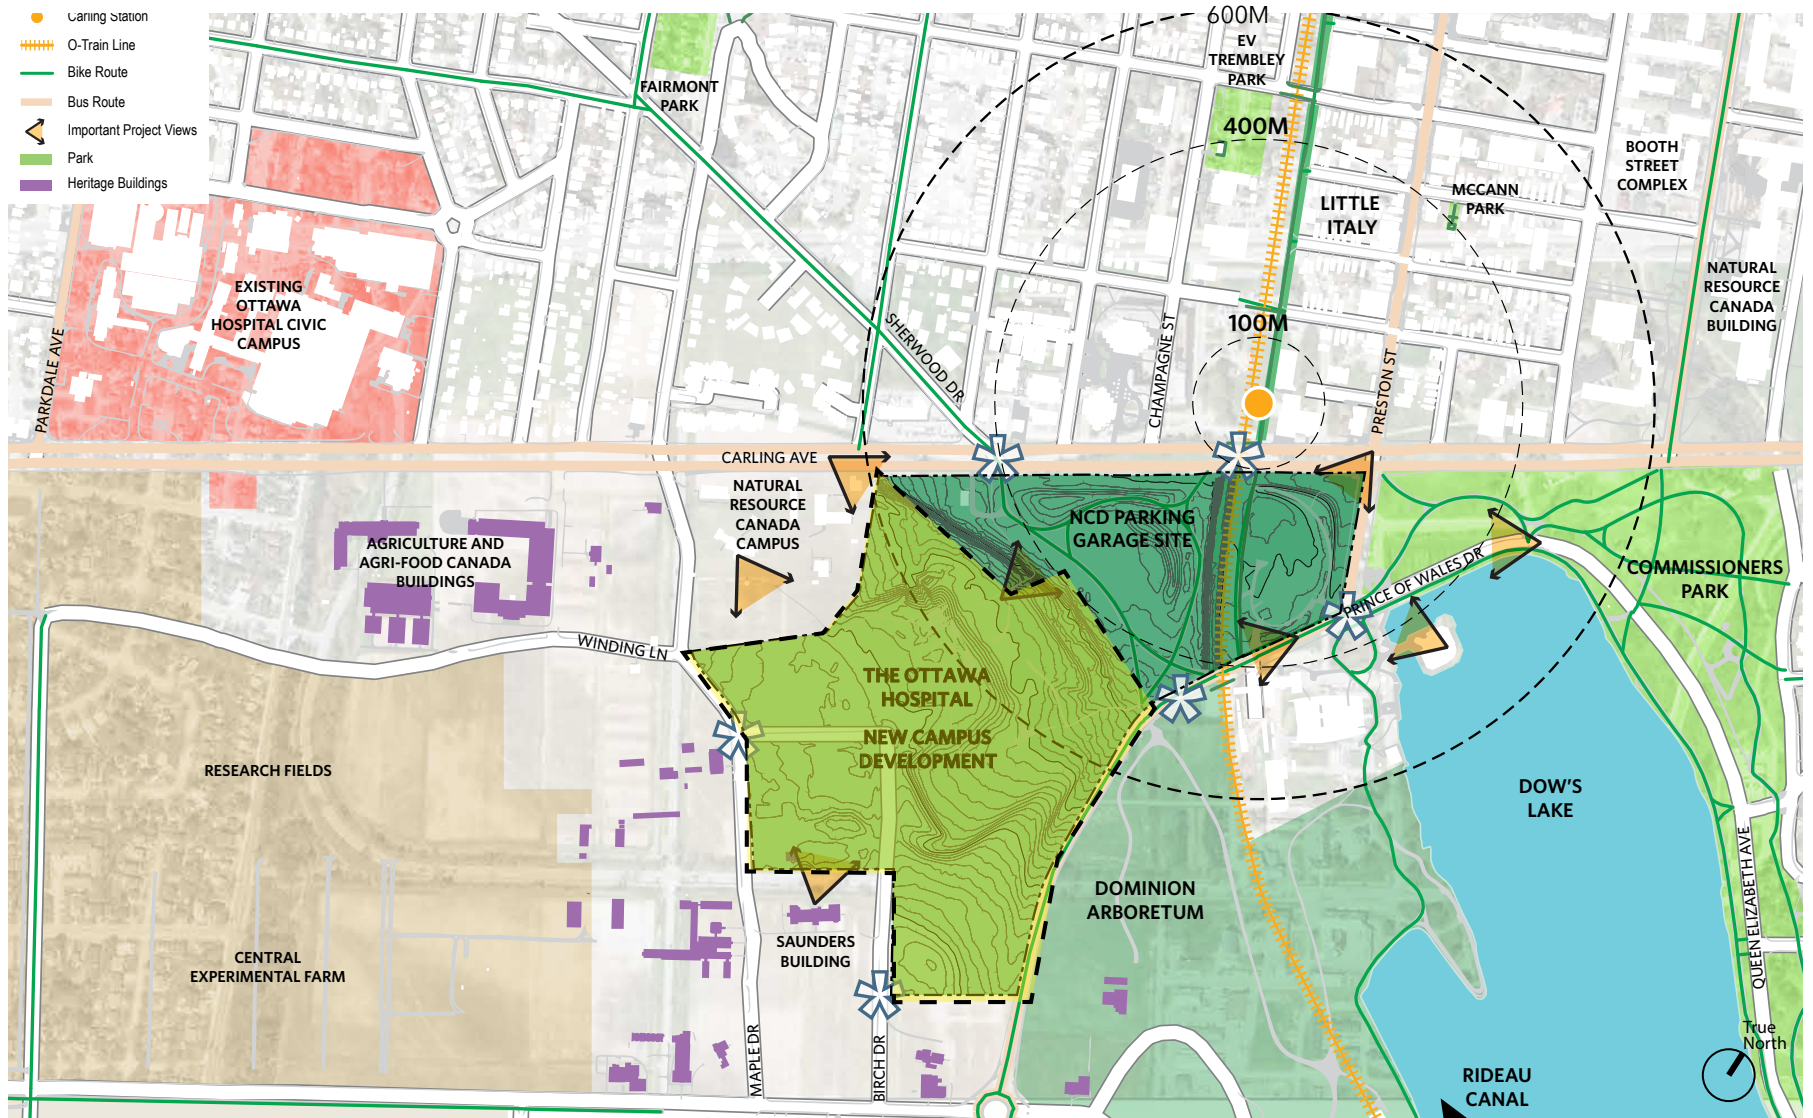 Carling Station
O-Train Line
Bike Route
Bus Route
Important Project Views
Park
Heritage Buildings
600M
EV
TREMBLEY
PARK
FAIRMONT
PARK
400M
BOOTH
STREET
COMPLEX
MCCANN
PARK
LITTLE
ITALY
NATURAL
RESOURCE
CANADA
BUILDING
EXISTING
OTTAWA
HOSPITAL CIVIC
CAMPUS
100M
PARKDALE AVE
SHERWOOD DR
CHAMPAGNE ST
PRESTON ST
CARLING AVE
NATURAL
RESOURCE
CANADA
CAMPUS
NCD PARKING
GARAGE SITE
AGRICULTURE AND
AGRI-FOOD CANADA
BUILDINGS
PRINCE OF WALES DR
COMMISSIONERS
PARK
WINDING LN
THE OTTAWA
HOSPITAL
NEW CAMPUS
DEVELOPMENT
RESEARCH FIELDS
DOW'S
LAKE
DOMINION
ARBORETUM
QUEEN ELIZABETH AVE
SAUNDERS
BUILDING
CENTRAL
EXPERIMENTAL FARM
MAPLE DR
BIRCH DR
True
North
RIDEAU
CANAL